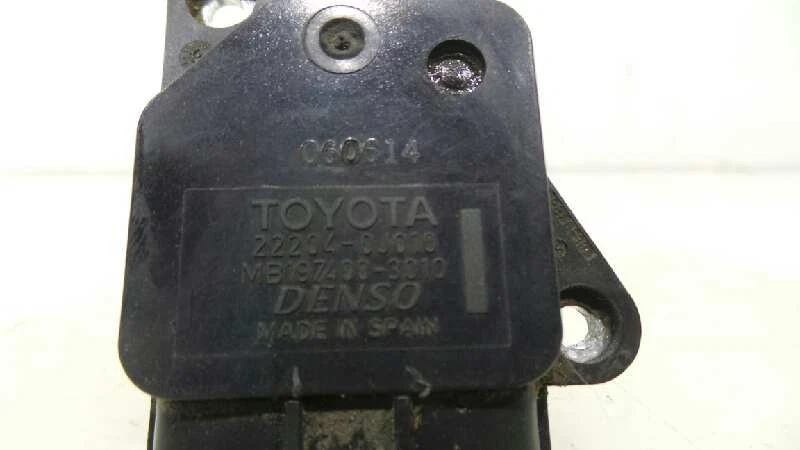 060614
TOYOTA
22204-0J010
MB197400-3010
DENSO
MADE IN SPAIN